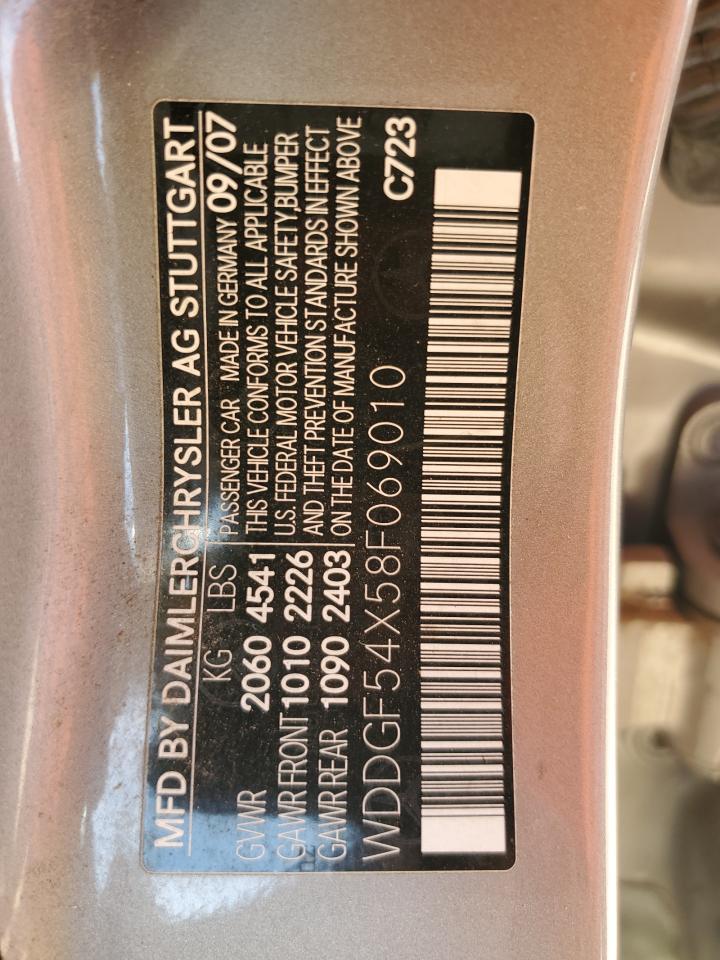 MFD BY DAIMLERCHRYSLER AG STUTTGART
KG LBS PASSENGER CAR MADE IN GERMANY 09/07
GVWR 2060 4541 THIS VEHICLE CONFORMS TO ALL APPLICABLE
GAWR FRONT 1010 2226 U.S. FEDERAL MOTOR VEHICLE SAFETY,BUMPER
GAWR REAR 1090 2403 AND THEFT PREVENTION STANDARDS IN EFFECT
ON THE DATE OF MANUFACTURE SHOWN ABOVE
WDDGF54X58F069010 C723